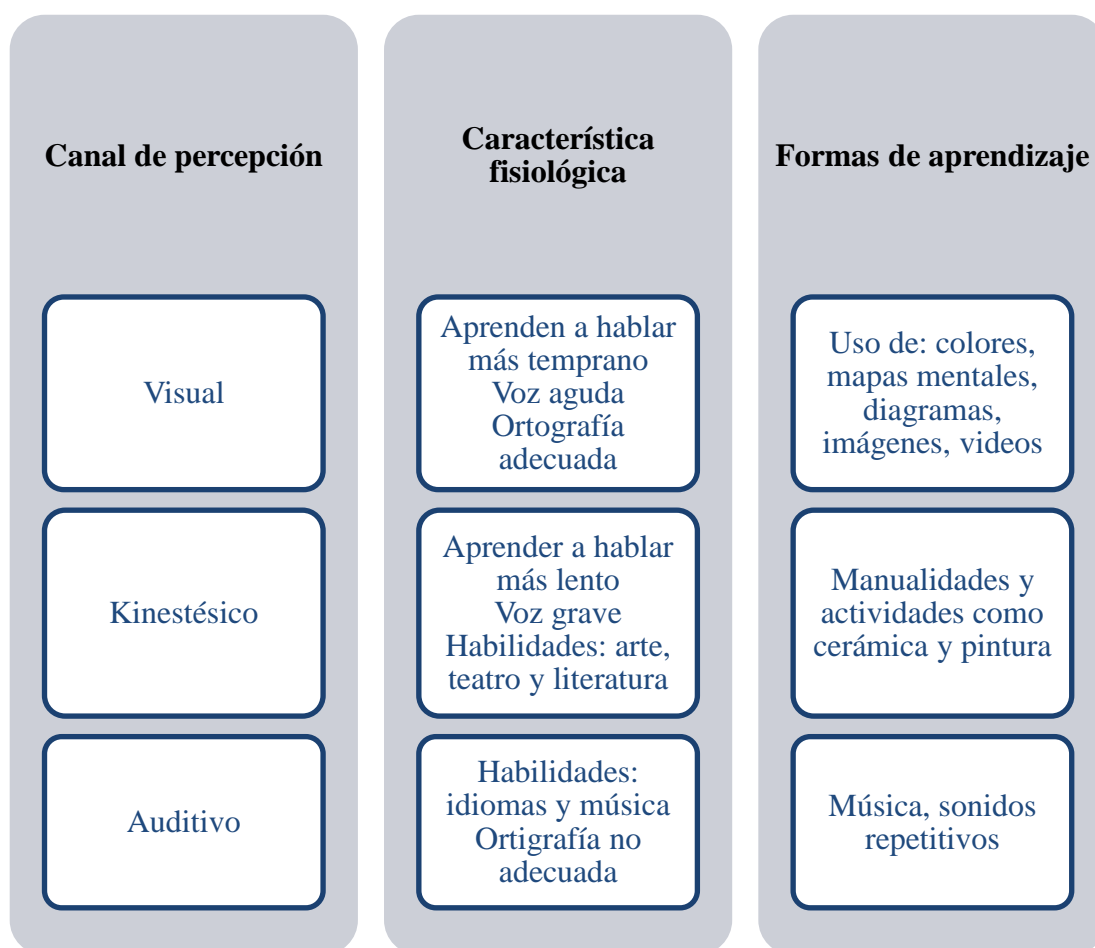 Canal de percepción
Visual
Kinestésico
Auditivo
Característica
fisiológica
Aprenden a hablar
más temprano
Voz aguda
Ortografía
adecuada
Aprender a hablar
más lento
Voz grave
Habilidades: arte,
teatro y literatura
Habilidades:
idiomas y música
Ortigrafía no
adecuada
Formas de aprendizaje
Uso de: colores,
mapas mentales,
diagramas,
imágenes, videos
Manualidades y
actividades como
cerámica y pintura
Música, sonidos
repetitivos